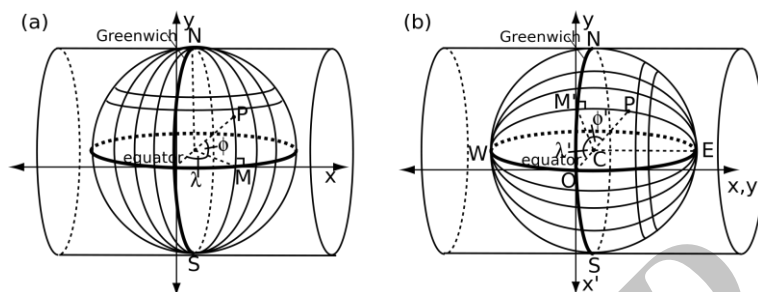 (a)
y
Greenwich
N
P
ϕ
equator
λ
M
x
S
(b)
y
Greenwich
N
M'
P
ϕ'
W
λ'
equator
C
E
O
x,y'
S
x'